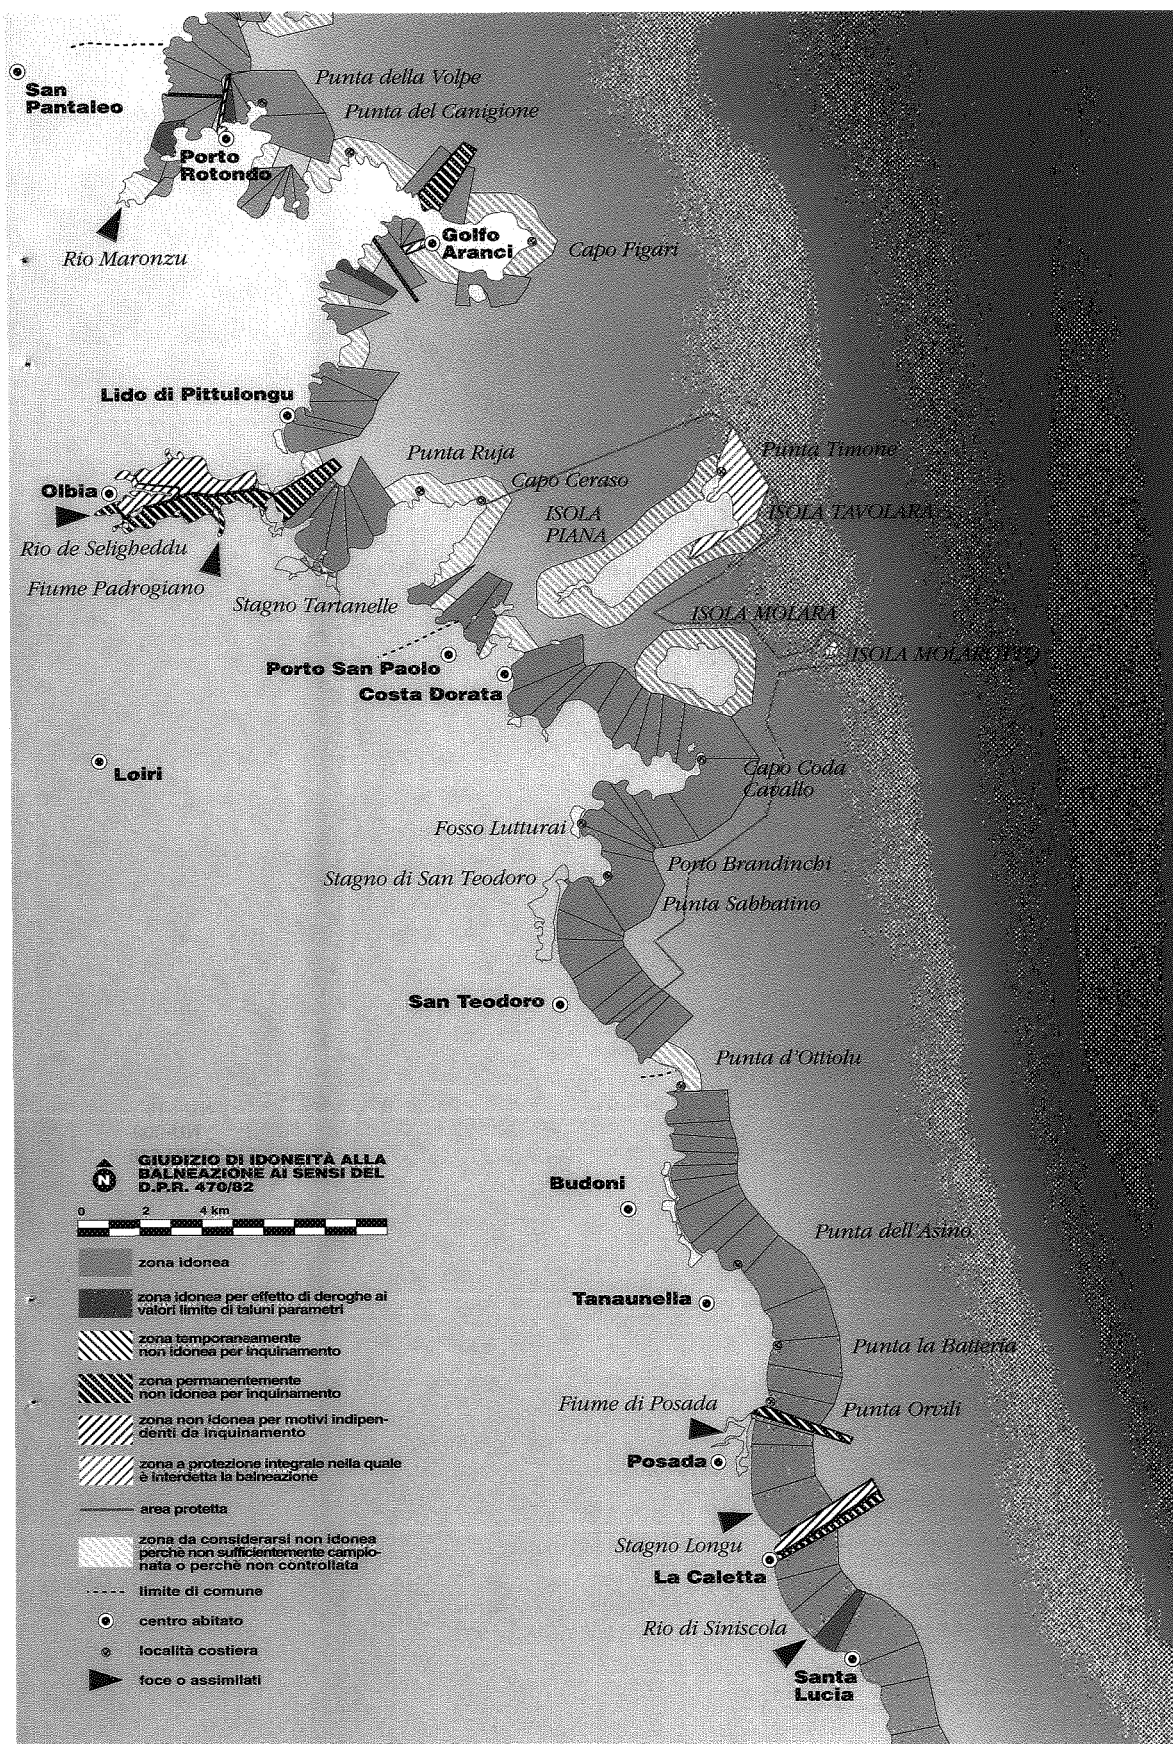 Punta della Volpe
San
Pantaleo
Punta del Canigione
Porto
Rotondo
Rio Maronzu
Golfo
Aranci
Capo Figari
Lido di Pittulongu
Punta Ruja
Punta Timone
Capo Ceraso
Olbia
ISOLA
PIANA
ISOLA TAVOLARA
Rio de Seligheddu
Fiume Padrogiano
Stagno Tartanelle
ISOLA MOLARA
ISOLA MOLAROTTO
Porto San Paolo
Costa Dorata
Loiri
Capo Coda
Cavallo
Fosso Lutturai
Porto Brandinchi
Stagno di San Teodoro
Punta Sabbatino
San Teodoro
Punta d'Ottiolu
N
GIUDIZIO DI IDONEITÀ ALLA
BALNEAZIONE AI SENSI DEL
D.P.R. 470/82
0 2 4 km
Budoni
Punta dell'Asino
zona idonea
zona idonea per effetto di deroghe ai
valori limite di taluni parametri
Tanaunella
zona temporaneamente
non idonea per inquinamento
Punta la Batteria
zona permanentemente
non idonea per inquinamento
Fiume di Posada
Punta Orvili
zona non idonea per motivi indipen-
denti da inquinamento
Posada
zona a protezione integrale nella quale
è interdetta la balneazione
area protetta
zona da considerarsi non idonea
perchè non sufficientemente campio-
nata o perchè non controllata
Stagno Longu
La Caletta
limite di comune
centro abitato
Rio di Siniscola
località costiera
foce o assimilati
Santa
Lucia